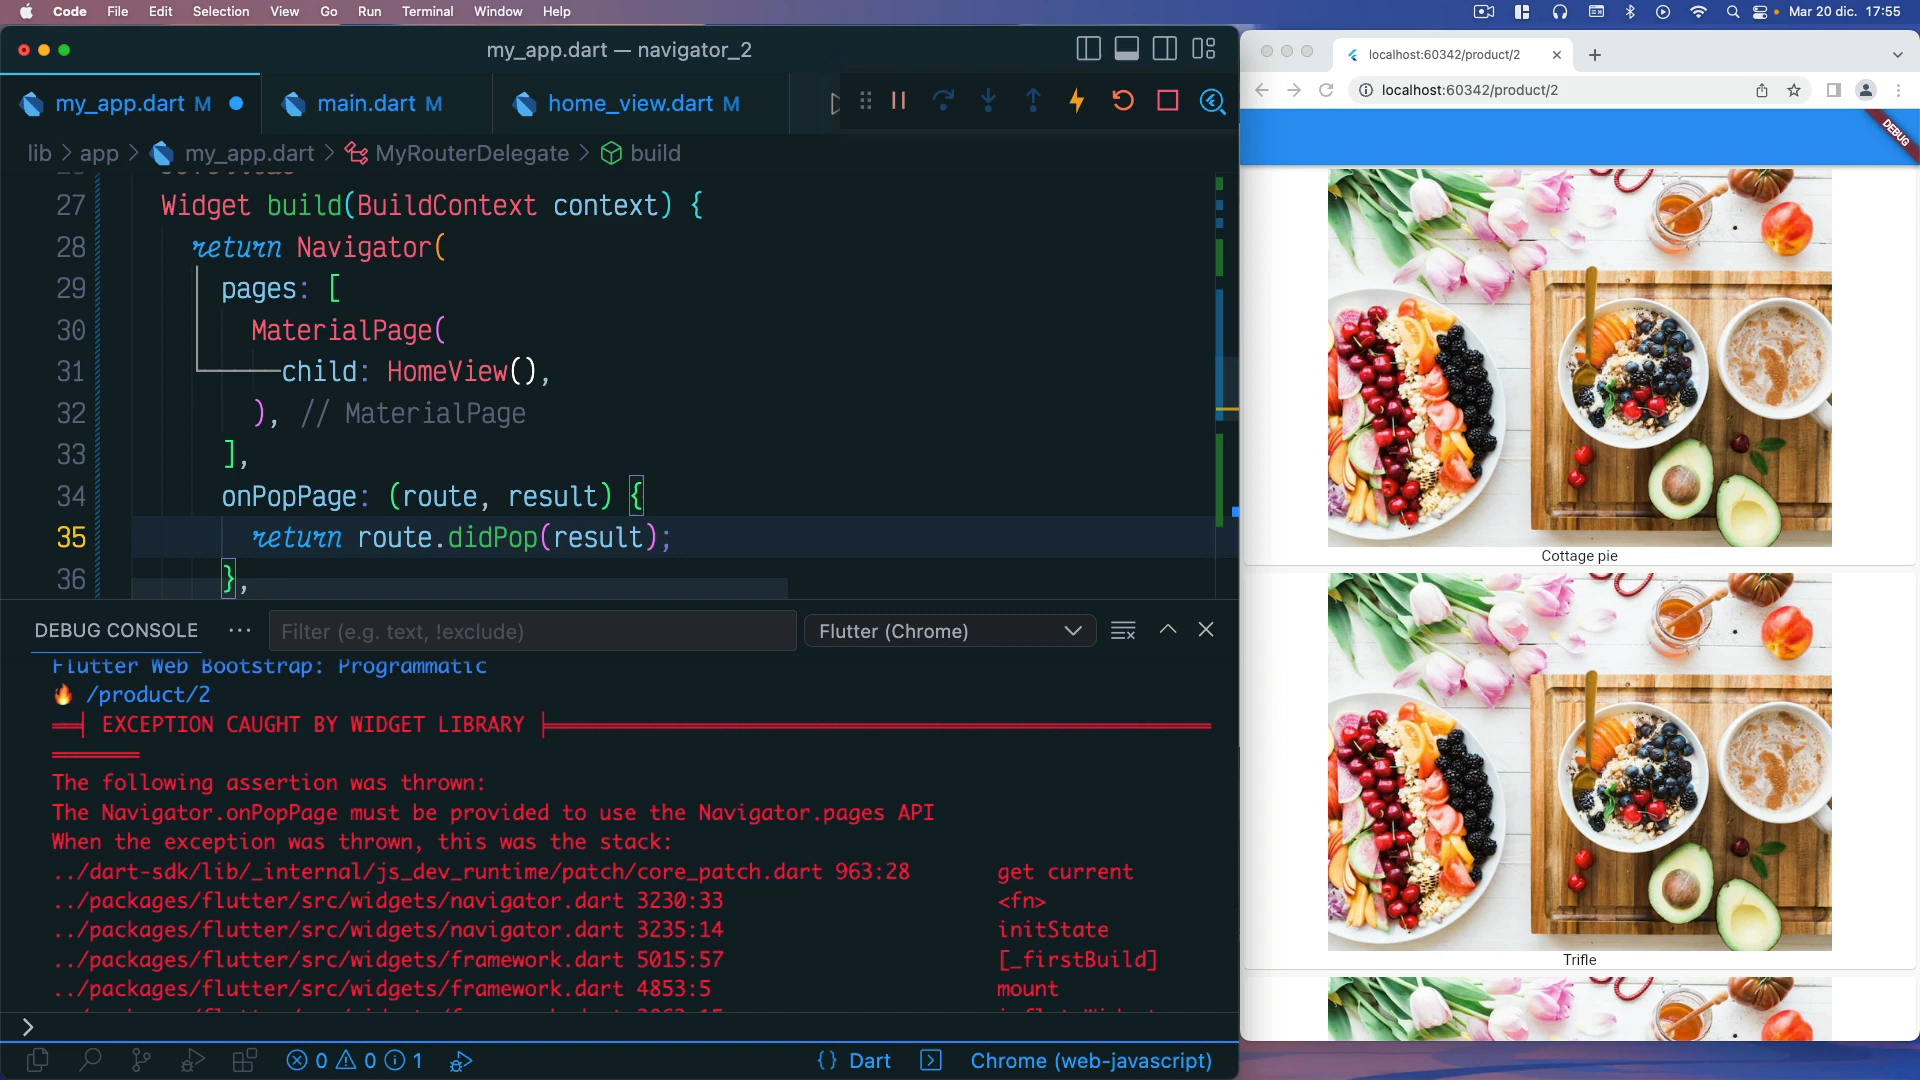 Code File Edit Selection View Go Run Terminal Window Help
Mar 20 dic. 17:55
my_app.dart — navigator_2
my_app.dart M
main.dart M
home_view.dart M
lib > app > my_app.dart > MyRouterDelegate > build
27 Widget build(BuildContext context) {
28 return Navigator(
29 pages: [
30 MaterialPage(
31 child: HomeView(),
32 ), // MaterialPage
33 ],
34 onPopPage: (route, result) {
35 return route.didPop(result);
36 },
DEBUG CONSOLE
Filter (e.g. text, !exclude)
Flutter (Chrome)
Flutter Web Bootstrap: Programmatic
🔥 /product/2
══╡ EXCEPTION CAUGHT BY WIDGET LIBRARY ╞══
The following assertion was thrown:
The Navigator.onPopPage must be provided to use the Navigator.pages API
When the exception was thrown, this was the stack:
../dart-sdk/lib/_internal/js_dev_runtime/patch/core_patch.dart 963:28 get current
../packages/flutter/src/widgets/navigator.dart 3230:33 <fn>
../packages/flutter/src/widgets/navigator.dart 3235:14 initState
../packages/flutter/src/widgets/framework.dart 5015:57 [_firstBuild]
../packages/flutter/src/widgets/framework.dart 4853:5 mount
>
0 0 1
{} Dart
Chrome (web-javascript)
localhost:60342/product/2
localhost:60342/product/2
DEBUG
Cottage pie
Trifle